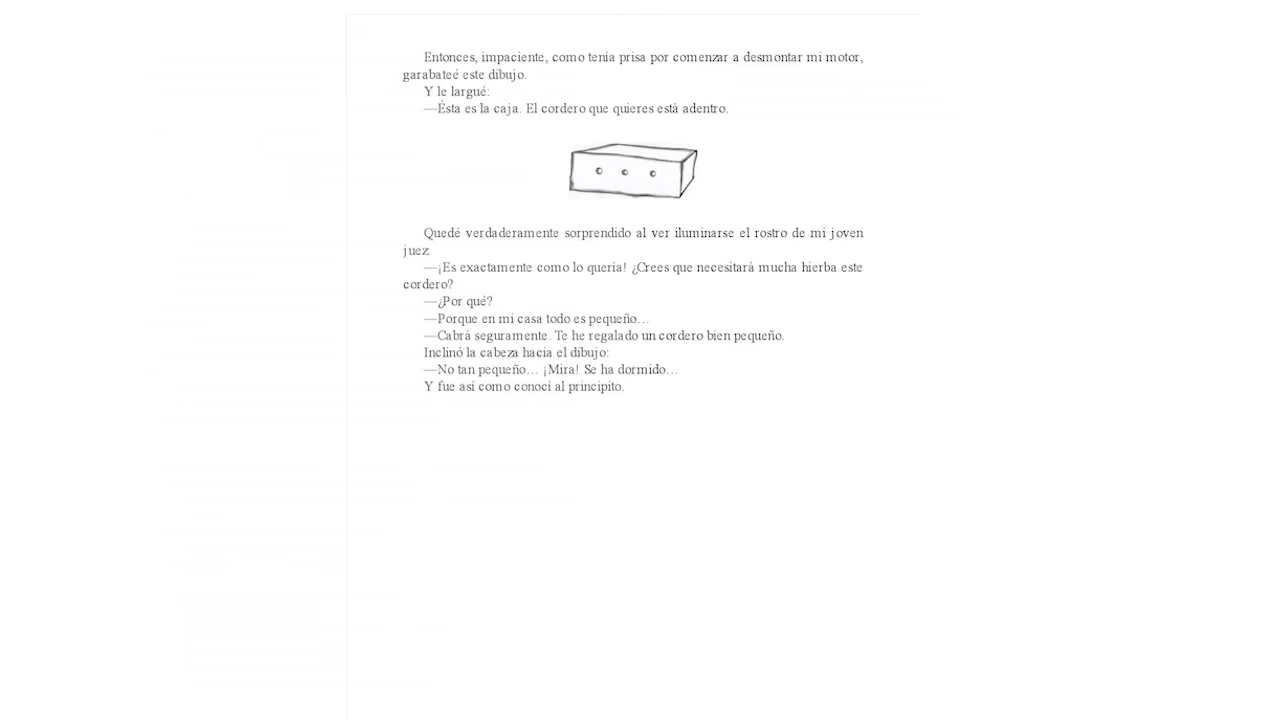 Entonces, impaciente, como tenía prisa por comenzar a desmontar mi motor,
garabateé este dibujo.
Y le largué:
—Ésta es la caja. El cordero que quieres está adentro.
Quedé verdaderamente sorprendido al ver iluminarse el rostro de mi joven
juez:
—¡Es exactamente como lo quería! ¿Crees que necesitará mucha hierba este
cordero?
—¿Por qué?
—Porque en mi casa todo es pequeño…
—Cabrá seguramente. Te he regalado un cordero bien pequeño.
Inclinó la cabeza hacia el dibujo:
—No tan pequeño… ¡Mira! Se ha dormido…
Y fue así como conocí al principito.